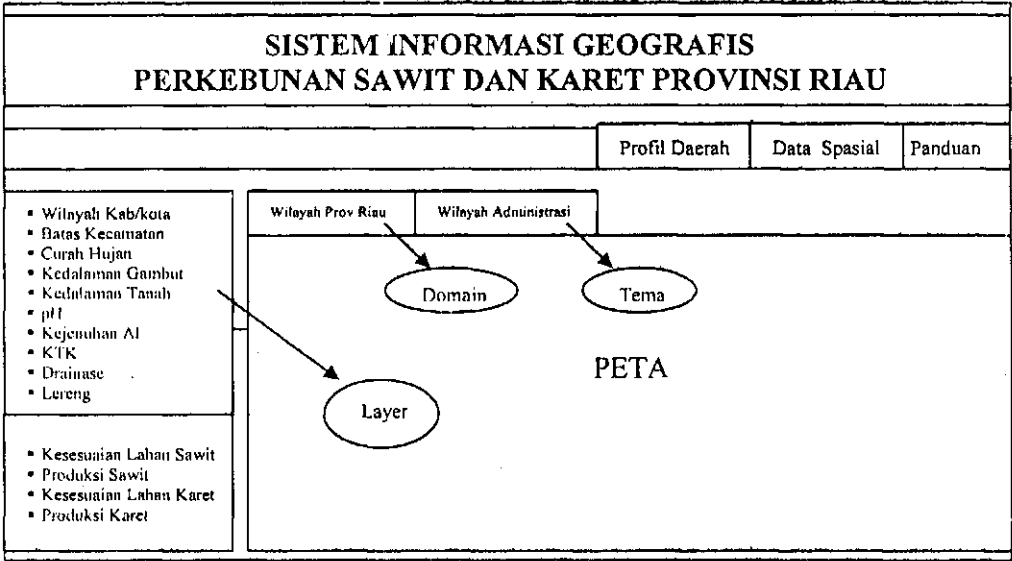 SISTEM INFORMASI GEOGRAFIS
PERKEBUNAN SAWIT DAN KARET PROVINSI RIAU
Profil Daerah
Data Spasial
Panduan
▪ Wilayah Kab/kota
▪ Batas Kecamatan
▪ Curah Hujan
▪ Kedalaman Gambut
▪ Kedalaman Tanah
▪ pH
▪ Kejenuhan Al
▪ KTK
▪ Drainase
▪ Lereng
▪ Kesesuaian Lahan Sawit
▪ Produksi Sawit
▪ Kesesuaian Lahan Karet
▪ Produksi Karet
Wilayah Prov Riau
Wilayah Administrasi
Domain
Tema
PETA
Layer